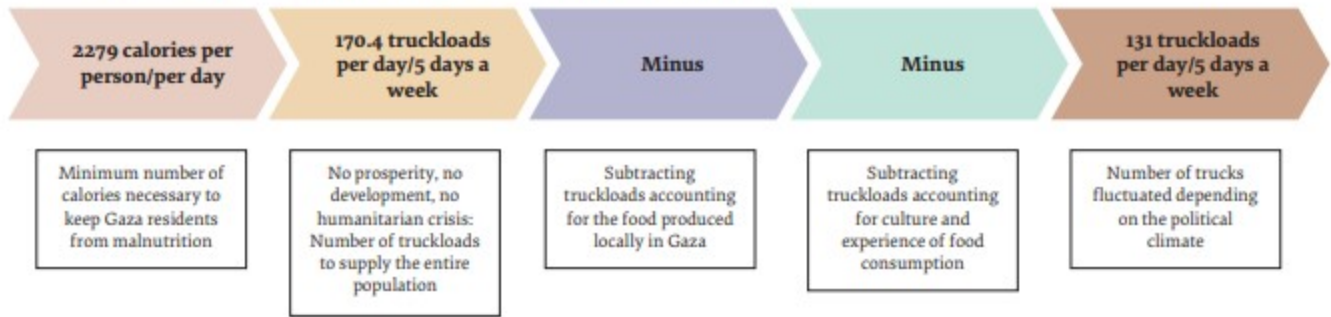 2279 calories per
person/per day
170.4 truckloads
per day/5 days a
week
Minus
Minus
131 truckloads
per day/5 days a
week
Minimum number of
calories necessary to
keep Gaza residents
from malnutrition
No prosperity, no
development, no
humanitarian crisis:
Number of truckloads
to supply the entire
population
Subtracting
truckloads accounting
for the food produced
locally in Gaza
Subtracting
truckloads accounting
for culture and
experience of food
consumption
Number of trucks
fluctuated depending
on the political
climate